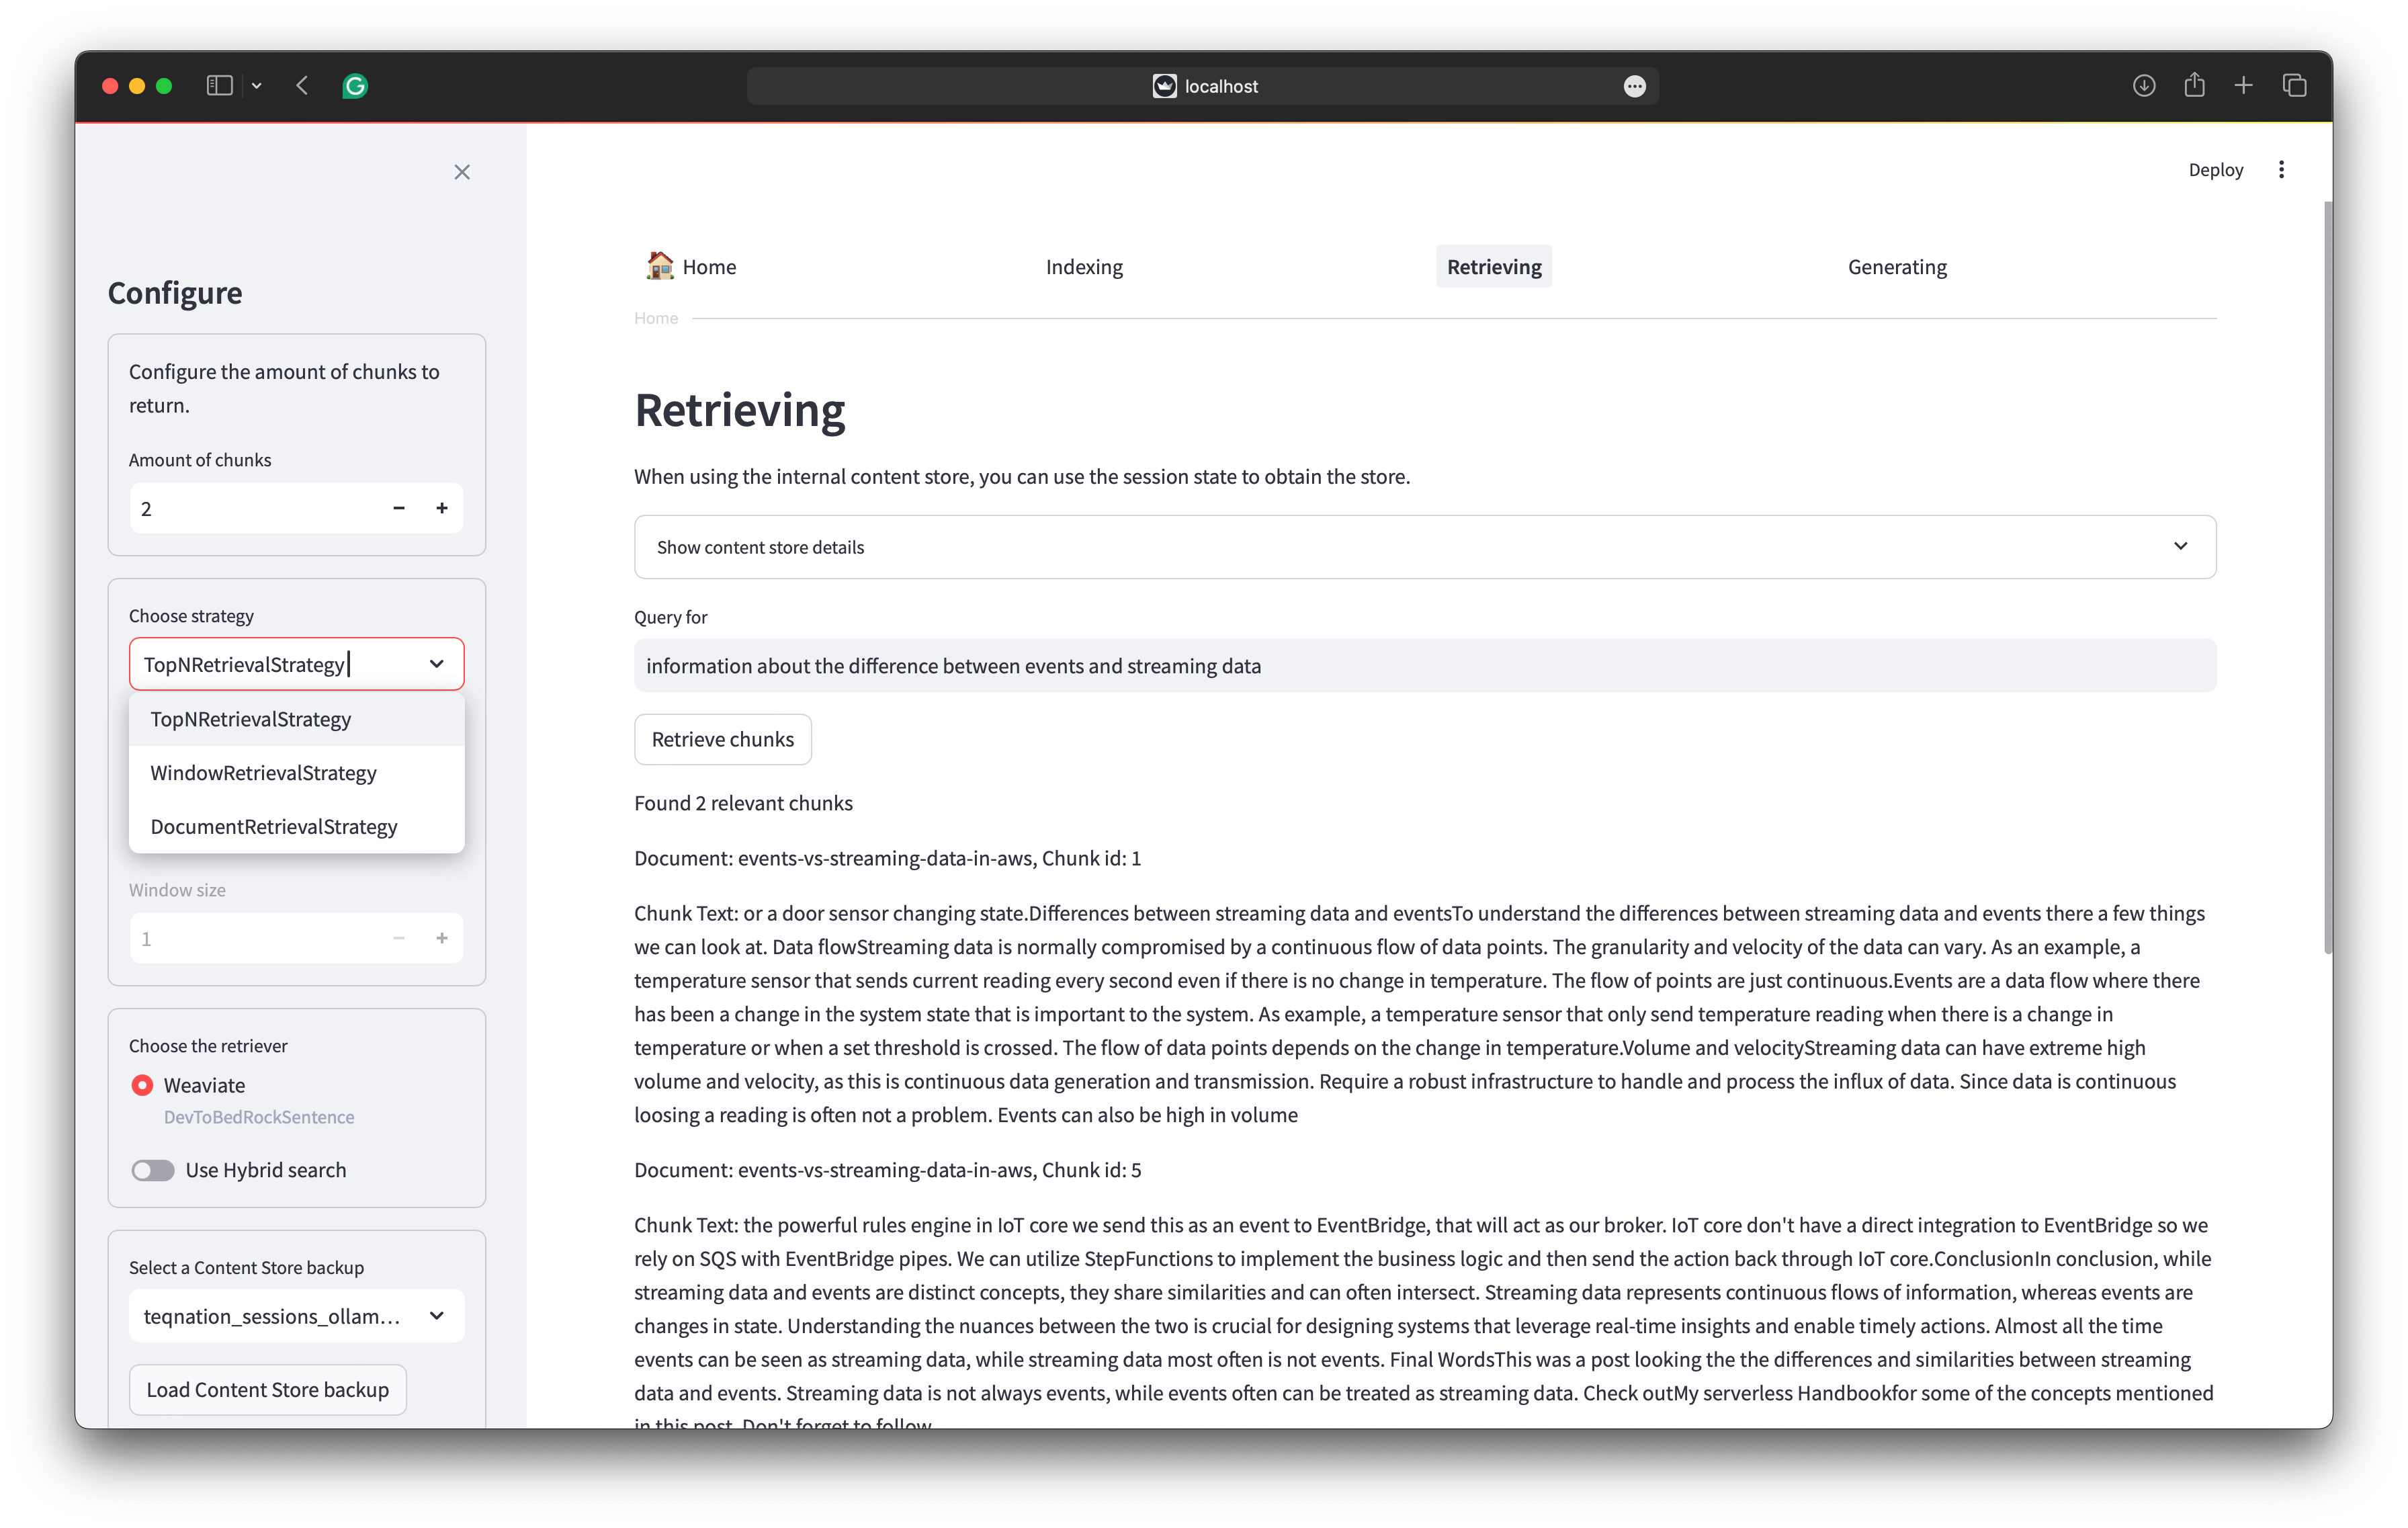 localhost
Deploy
Configure
Configure the amount of chunks to
return.
Amount of chunks
2
Choose strategy
TopNRetrievalStrategy
TopNRetrievalStrategy
WindowRetrievalStrategy
DocumentRetrievalStrategy
Window size
1
Choose the retriever
Weaviate
DevToBedRockSentence
Use Hybrid search
Select a Content Store backup
teqnation_sessions_ollam...
Load Content Store backup
Home
Indexing
Retrieving
Generating
Home
Retrieving
When using the internal content store, you can use the session state to obtain the store.
Show content store details
Query for
information about the difference between events and streaming data
Retrieve chunks
Found 2 relevant chunks
Document: events-vs-streaming-data-in-aws, Chunk id: 1
Chunk Text: or a door sensor changing state.Differences between streaming data and eventsTo understand the differences between streaming data and events there a few things
we can look at. Data flowStreaming data is normally compromised by a continuous flow of data points. The granularity and velocity of the data can vary. As an example, a
temperature sensor that sends current reading every second even if there is no change in temperature. The flow of points are just continuous.Events are a data flow where there
has been a change in the system state that is important to the system. As example, a temperature sensor that only send temperature reading when there is a change in
temperature or when a set threshold is crossed. The flow of data points depends on the change in temperature.Volume and velocityStreaming data can have extreme high
volume and velocity, as this is continuous data generation and transmission. Require a robust infrastructure to handle and process the influx of data. Since data is continuous
loosing a reading is often not a problem. Events can also be high in volume
Document: events-vs-streaming-data-in-aws, Chunk id: 5
Chunk Text: the powerful rules engine in IoT core we send this as an event to EventBridge, that will act as our broker. IoT core don't have a direct integration to EventBridge so we
rely on SQS with EventBridge pipes. We can utilize StepFunctions to implement the business logic and then send the action back through IoT core.ConclusionIn conclusion, while
streaming data and events are distinct concepts, they share similarities and can often intersect. Streaming data represents continuous flows of information, whereas events are
changes in state. Understanding the nuances between the two is crucial for designing systems that leverage real-time insights and enable timely actions. Almost all the time
events can be seen as streaming data, while streaming data most often is not events. Final WordsThis was a post looking the the differences and similarities between streaming
data and events. Streaming data is not always events, while events often can be treated as streaming data. Check outMy serverless Handbookfor some of the concepts mentioned
in this post. Don't forget to follow